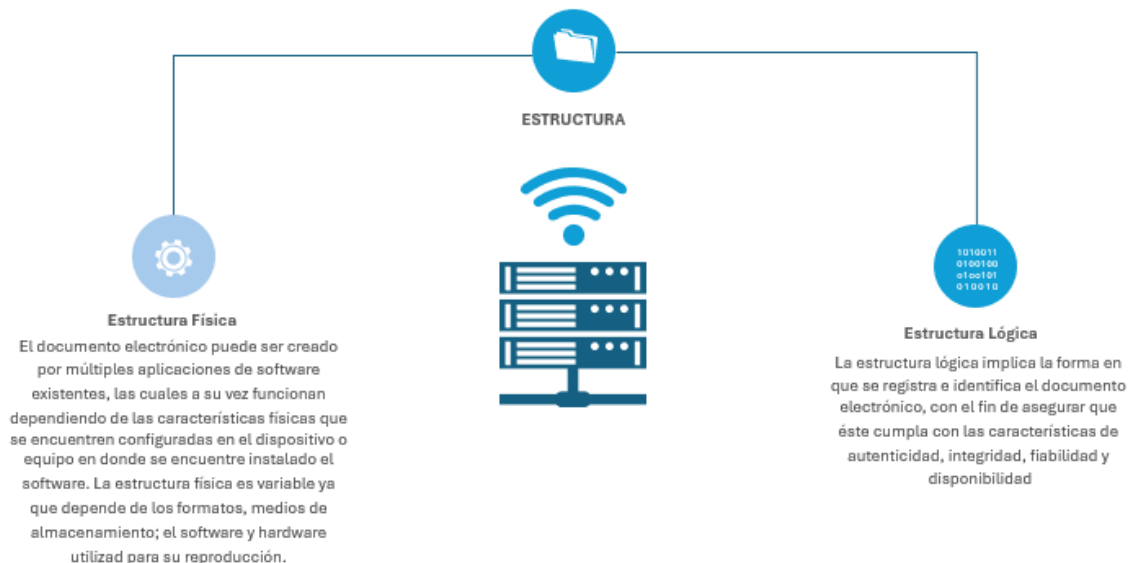 ESTRUCTURA
Estructura Física
El documento electrónico puede ser creado
por múltiples aplicaciones de software
existentes, las cuales a su vez funcionan
dependiendo de las características físicas que
se encuentren configuradas en el dispositivo o
equipo en donde se encuentre instalado el
software. La estructura física es variable ya
que depende de los formatos, medios de
almacenamiento; el software y hardware
utilizad para su reproducción.
1010011
0100100
o1oo101
010010
Estructura Lógica
La estructura lógica implica la forma en
que se registra e identifica el documento
electrónico, con el fin de asegurar que
éste cumpla con las características de
autenticidad, integridad, fiabilidad y
disponibilidad